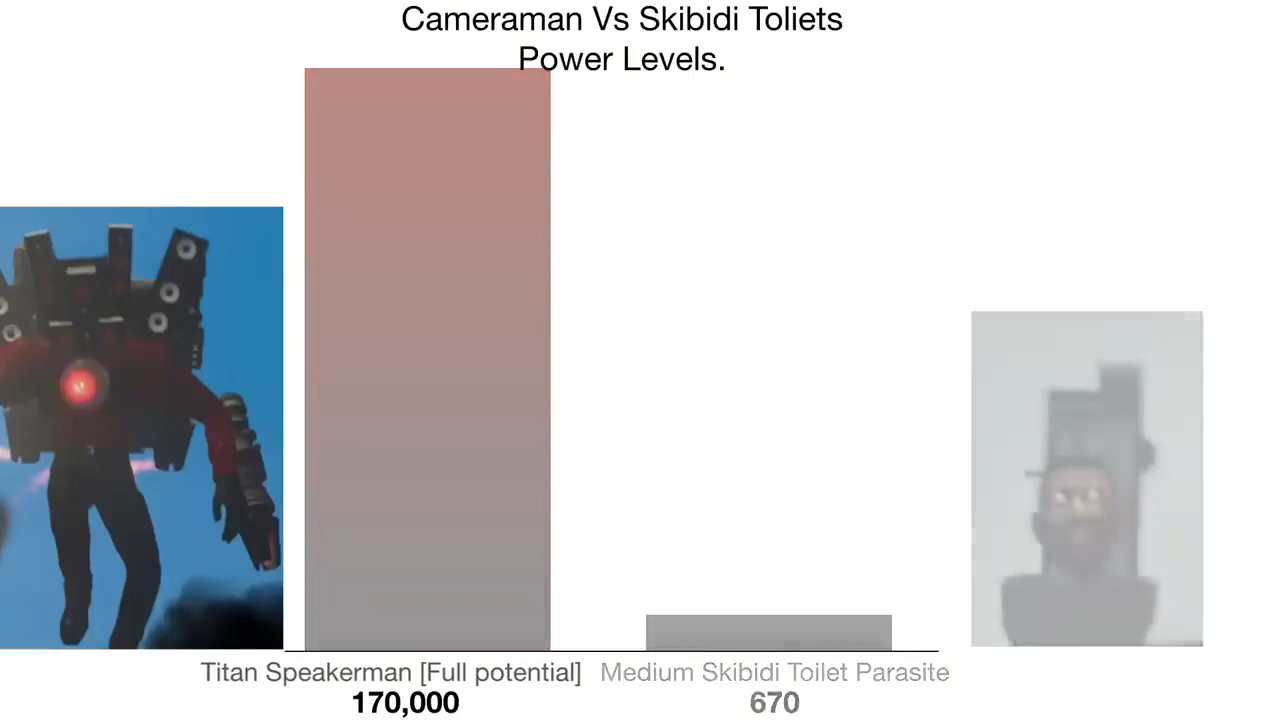 Cameraman Vs Skibidi Toliets
Power Levels.
Titan Speakerman [Full potential] Medium Skibidi Toilet Parasite
170,000 670